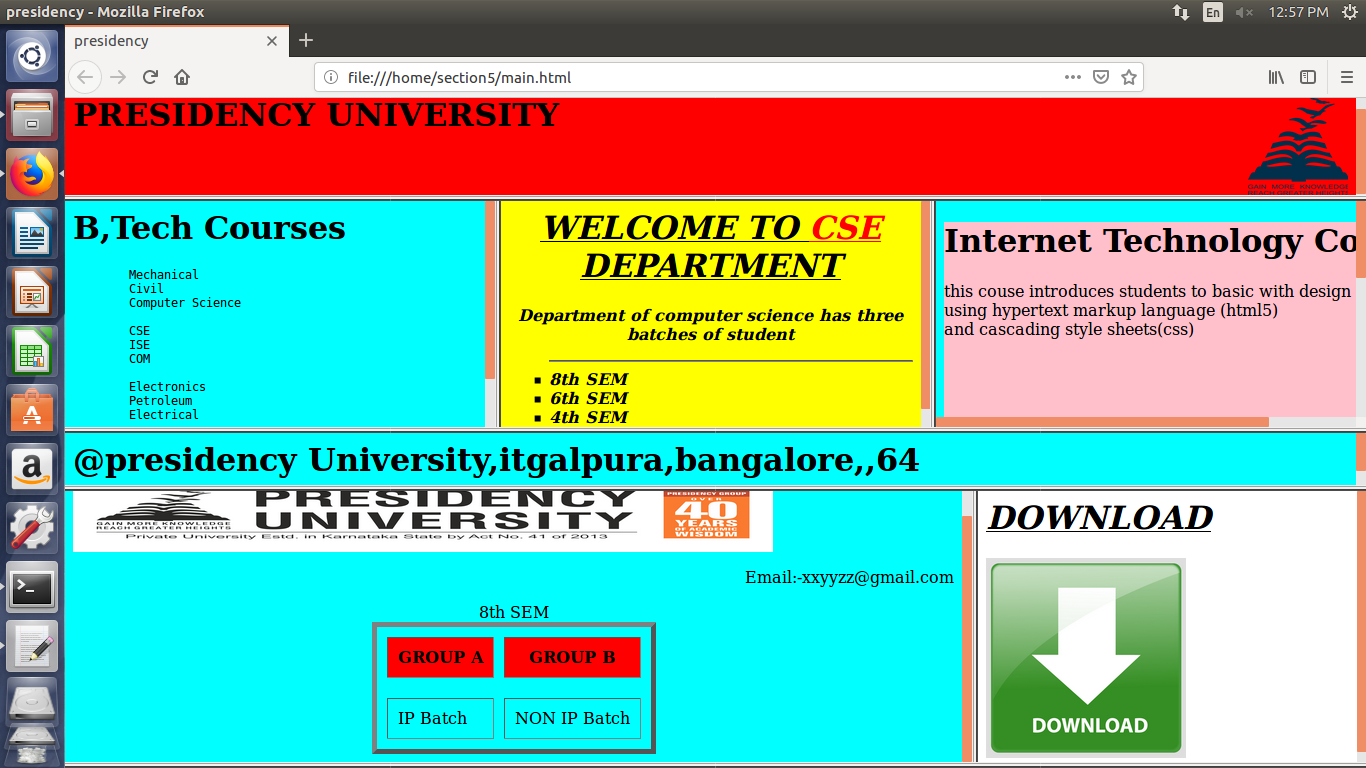 presidency - Mozilla Firefox
En
12:57 PM
presidency
file:///home/section5/main.html
PRESIDENCY UNIVERSITY
GAIN MORE KNOWLEDGE
REACH GREATER HEIGHTS
B,Tech Courses
Mechanical
Civil
Computer Science
CSE
ISE
COM
Electronics
Petroleum
Electrical
WELCOME TO CSE
DEPARTMENT
Department of computer science has three
batches of student
8th SEM
6th SEM
4th SEM
Internet Technology Co
this couse introduces students to basic with design
using hypertext markup language (html5)
and cascading style sheets(css)
@presidency University,itgalpura,bangalore,,64
GAIN MORE KNOWLEDGE
REACH GREATER HEIGHTS
PRESIDENCY
UNIVERSITY
Private University Estd. in Karnataka State by Act No. 41 of 2013
PRESIDENCY GROUP
OVER
40
YEARS
OF ACADEMIC
WISDOM
Email:-xxyyzz@gmail.com
8th SEM
GROUP A GROUP B
IP Batch NON IP Batch
DOWNLOAD
DOWNLOAD